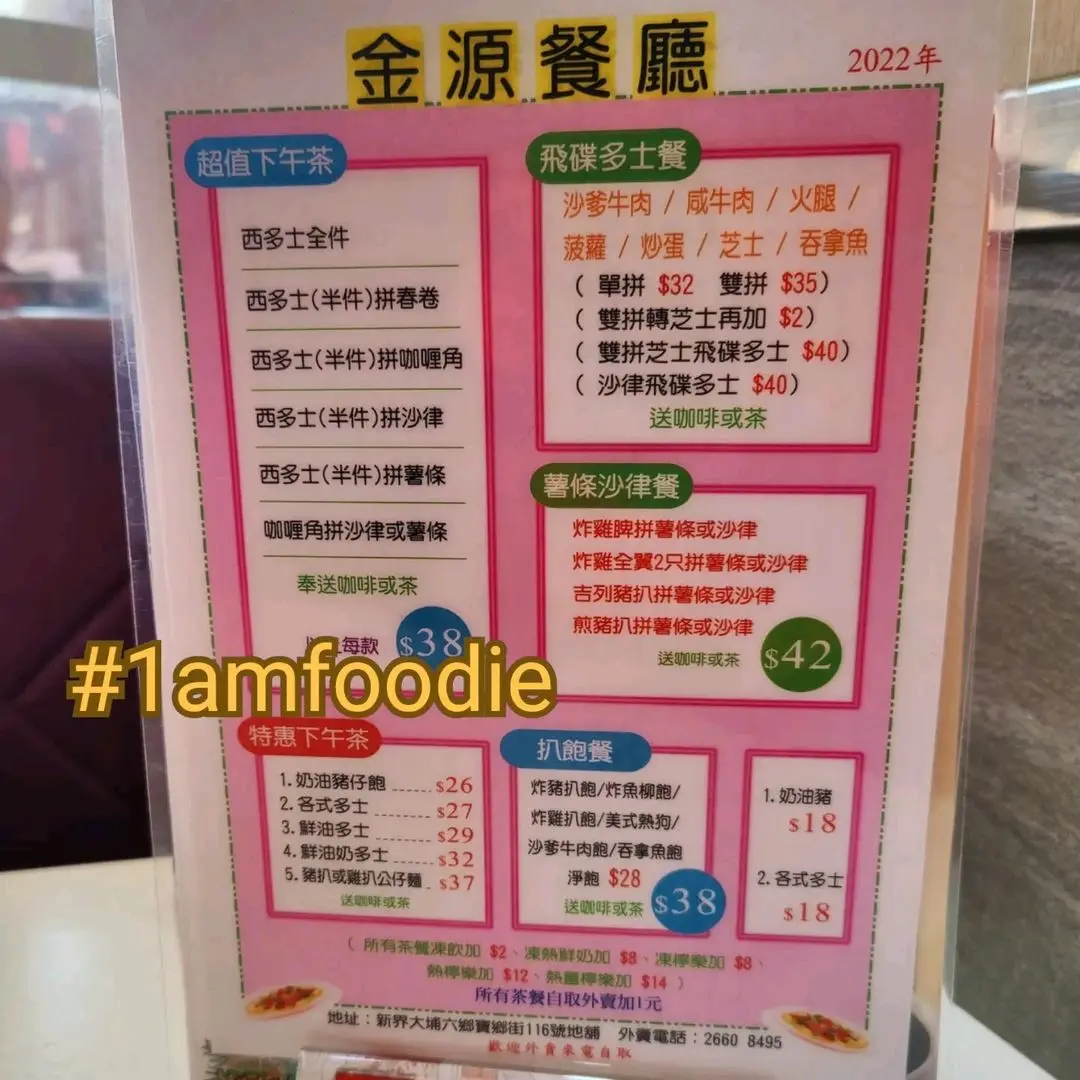 金源餐廳
2022年
超值下午茶
西多士全件
西多士(半件)拼春卷
西多士(半件)拼咖喱角
西多士(半件)拼沙律
西多士(半件)拼薯條
咖喱角拼沙律或薯條
奉送咖啡或茶
每款 $38
飛碟多士餐
沙爹牛肉 / 咸牛肉 / 火腿 /
菠蘿 / 炒蛋 / 芝士 / 吞拿魚
( 單拼 $32 雙拼 $35)
( 雙拼轉芝士再加 $2)
( 雙拼芝士飛碟多士 $40)
( 沙律飛碟多士 $40)
送咖啡或茶
薯條沙律餐
炸雞脾拼薯條或沙律
炸雞全翼2只拼薯條或沙律
吉列豬扒拼薯條或沙律
煎豬扒拼薯條或沙律
送咖啡或茶 $42
#1amfoodie
特惠下午茶
1.奶油豬仔飽 $26
2.各式多士 $27
3.鮮油多士 $29
4.鮮油奶多士 $32
5.豬扒或雞扒公仔麵 $37
送咖啡或茶
扒飽餐
炸豬扒飽/炸魚柳飽/
炸雞扒飽/美式熱狗/
沙爹牛肉飽/吞拿魚飽
淨飽 $28
送咖啡或茶 $38
1.奶油豬
$18
2.各式多士
$18
( 所有茶餐凍飲加 $2、凍熱鮮奶加 $8、凍檸樂加 $8、
熱檸樂加 $12、熱薑檸樂加 $14 )
所有茶餐自取外賣加1元
地址:新界大埔六鄉寶鄉街116號地舖 外賣電話:2660 8495
歡迎外賣來電自取